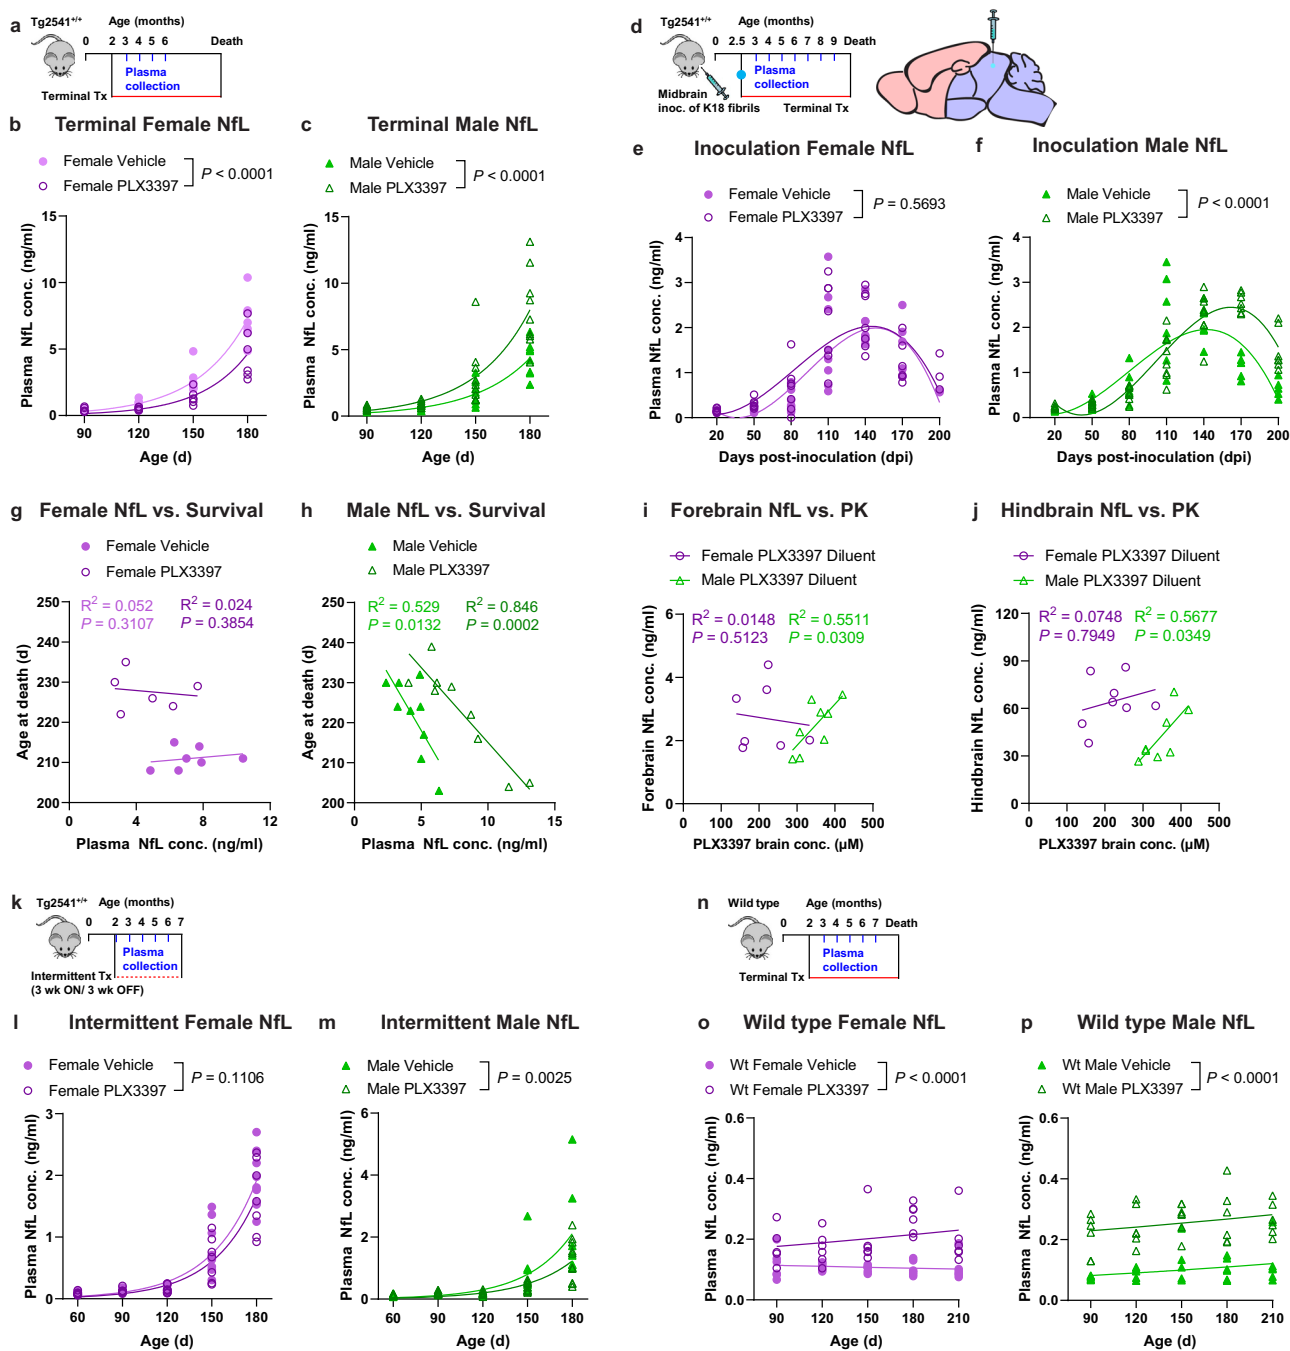 a
Tg2541+/+
Age (months)
0 2 3 4 5 6 Death
Plasma
collection
Terminal Tx
d
Tg2541+/+
Age (months)
0 2.5 3 4 5 6 7 8 9 Death
Plasma
collection
Midbrain
inoc. of K18 fibrils
Terminal Tx
b Terminal Female NfL
Female Vehicle
Female PLX3397
P < 0.0001
Plasma NfL conc. (ng/ml)
15
10
5
0
90 120 150 180
Age (d)
c Terminal Male NfL
Male Vehicle
Male PLX3397
P < 0.0001
Plasma NfL conc. (ng/ml)
15
10
5
0
90 120 150 180
Age (d)
e Inoculation Female NfL
Female Vehicle
Female PLX3397
P = 0.5693
Plasma NfL conc. (ng/ml)
4
3
2
1
0
20 50 80 110 140 170 200
Days post-inoculation (dpi)
f Inoculation Male NfL
Male Vehicle
Male PLX3397
P < 0.0001
Plasma NfL conc. (ng/ml)
4
3
2
1
0
20 50 80 110 140 170 200
Days post-inoculation (dpi)
g Female NfL vs. Survival
Female Vehicle
Female PLX3397
R2 = 0.052
P = 0.3107
R2 = 0.024
P = 0.3854
Age at death (d)
250
240
230
220
210
200
0 4 8 12
Plasma NfL conc. (ng/ml)
h Male NfL vs. Survival
Male Vehicle
Male PLX3397
R2 = 0.529
P = 0.0132
R2 = 0.846
P = 0.0002
Age at death (d)
250
240
230
220
210
200
0 5 10 15
Plasma NfL conc. (ng/ml)
i Forebrain NfL vs. PK
Female PLX3397 Diluent
Male PLX3397 Diluent
R2 = 0.0148
P = 0.5123
R2 = 0.5511
P = 0.0309
Forebrain NfL conc. (ng/ml)
6
4
2
0
0 100 200 300 400 500
PLX3397 brain conc. (µM)
j Hindbrain NfL vs. PK
Female PLX3397 Diluent
Male PLX3397 Diluent
R2 = 0.0748
P = 0.7949
R2 = 0.5677
P = 0.0349
Hindbrain NfL conc. (ng/ml)
120
90
60
30
0
0 100 200 300 400 500
PLX3397 brain conc. (µM)
k
Tg2541+/+
Age (months)
0 2 3 4 5 6 7
Plasma
collection
Intermittent Tx
(3 wk ON/ 3 wk OFF)
n
Wild type
Age (months)
0 2 3 4 5 6 7 Death
Plasma
collection
Terminal Tx
l Intermittent Female NfL
Female Vehicle
Female PLX3397
P = 0.1106
Plasma NfL conc. (ng/ml)
3
2
1
0
60 90 120 150 180
Age (d)
m Intermittent Male NfL
Male Vehicle
Male PLX3397
P = 0.0025
Plasma NfL conc. (ng/ml)
6
4
2
0
60 90 120 150 180
Age (d)
o Wild type Female NfL
Wt Female Vehicle
Wt Female PLX3397
P < 0.0001
Plasma NfL conc. (ng/ml)
0.6
0.4
0.2
0.0
90 120 150 180 210
Age (d)
p Wild type Male NfL
Wt Male Vehicle
Wt Male PLX3397
P < 0.0001
Plasma NfL conc. (ng/ml)
0.6
0.4
0.2
0.0
90 120 150 180 210
Age (d)